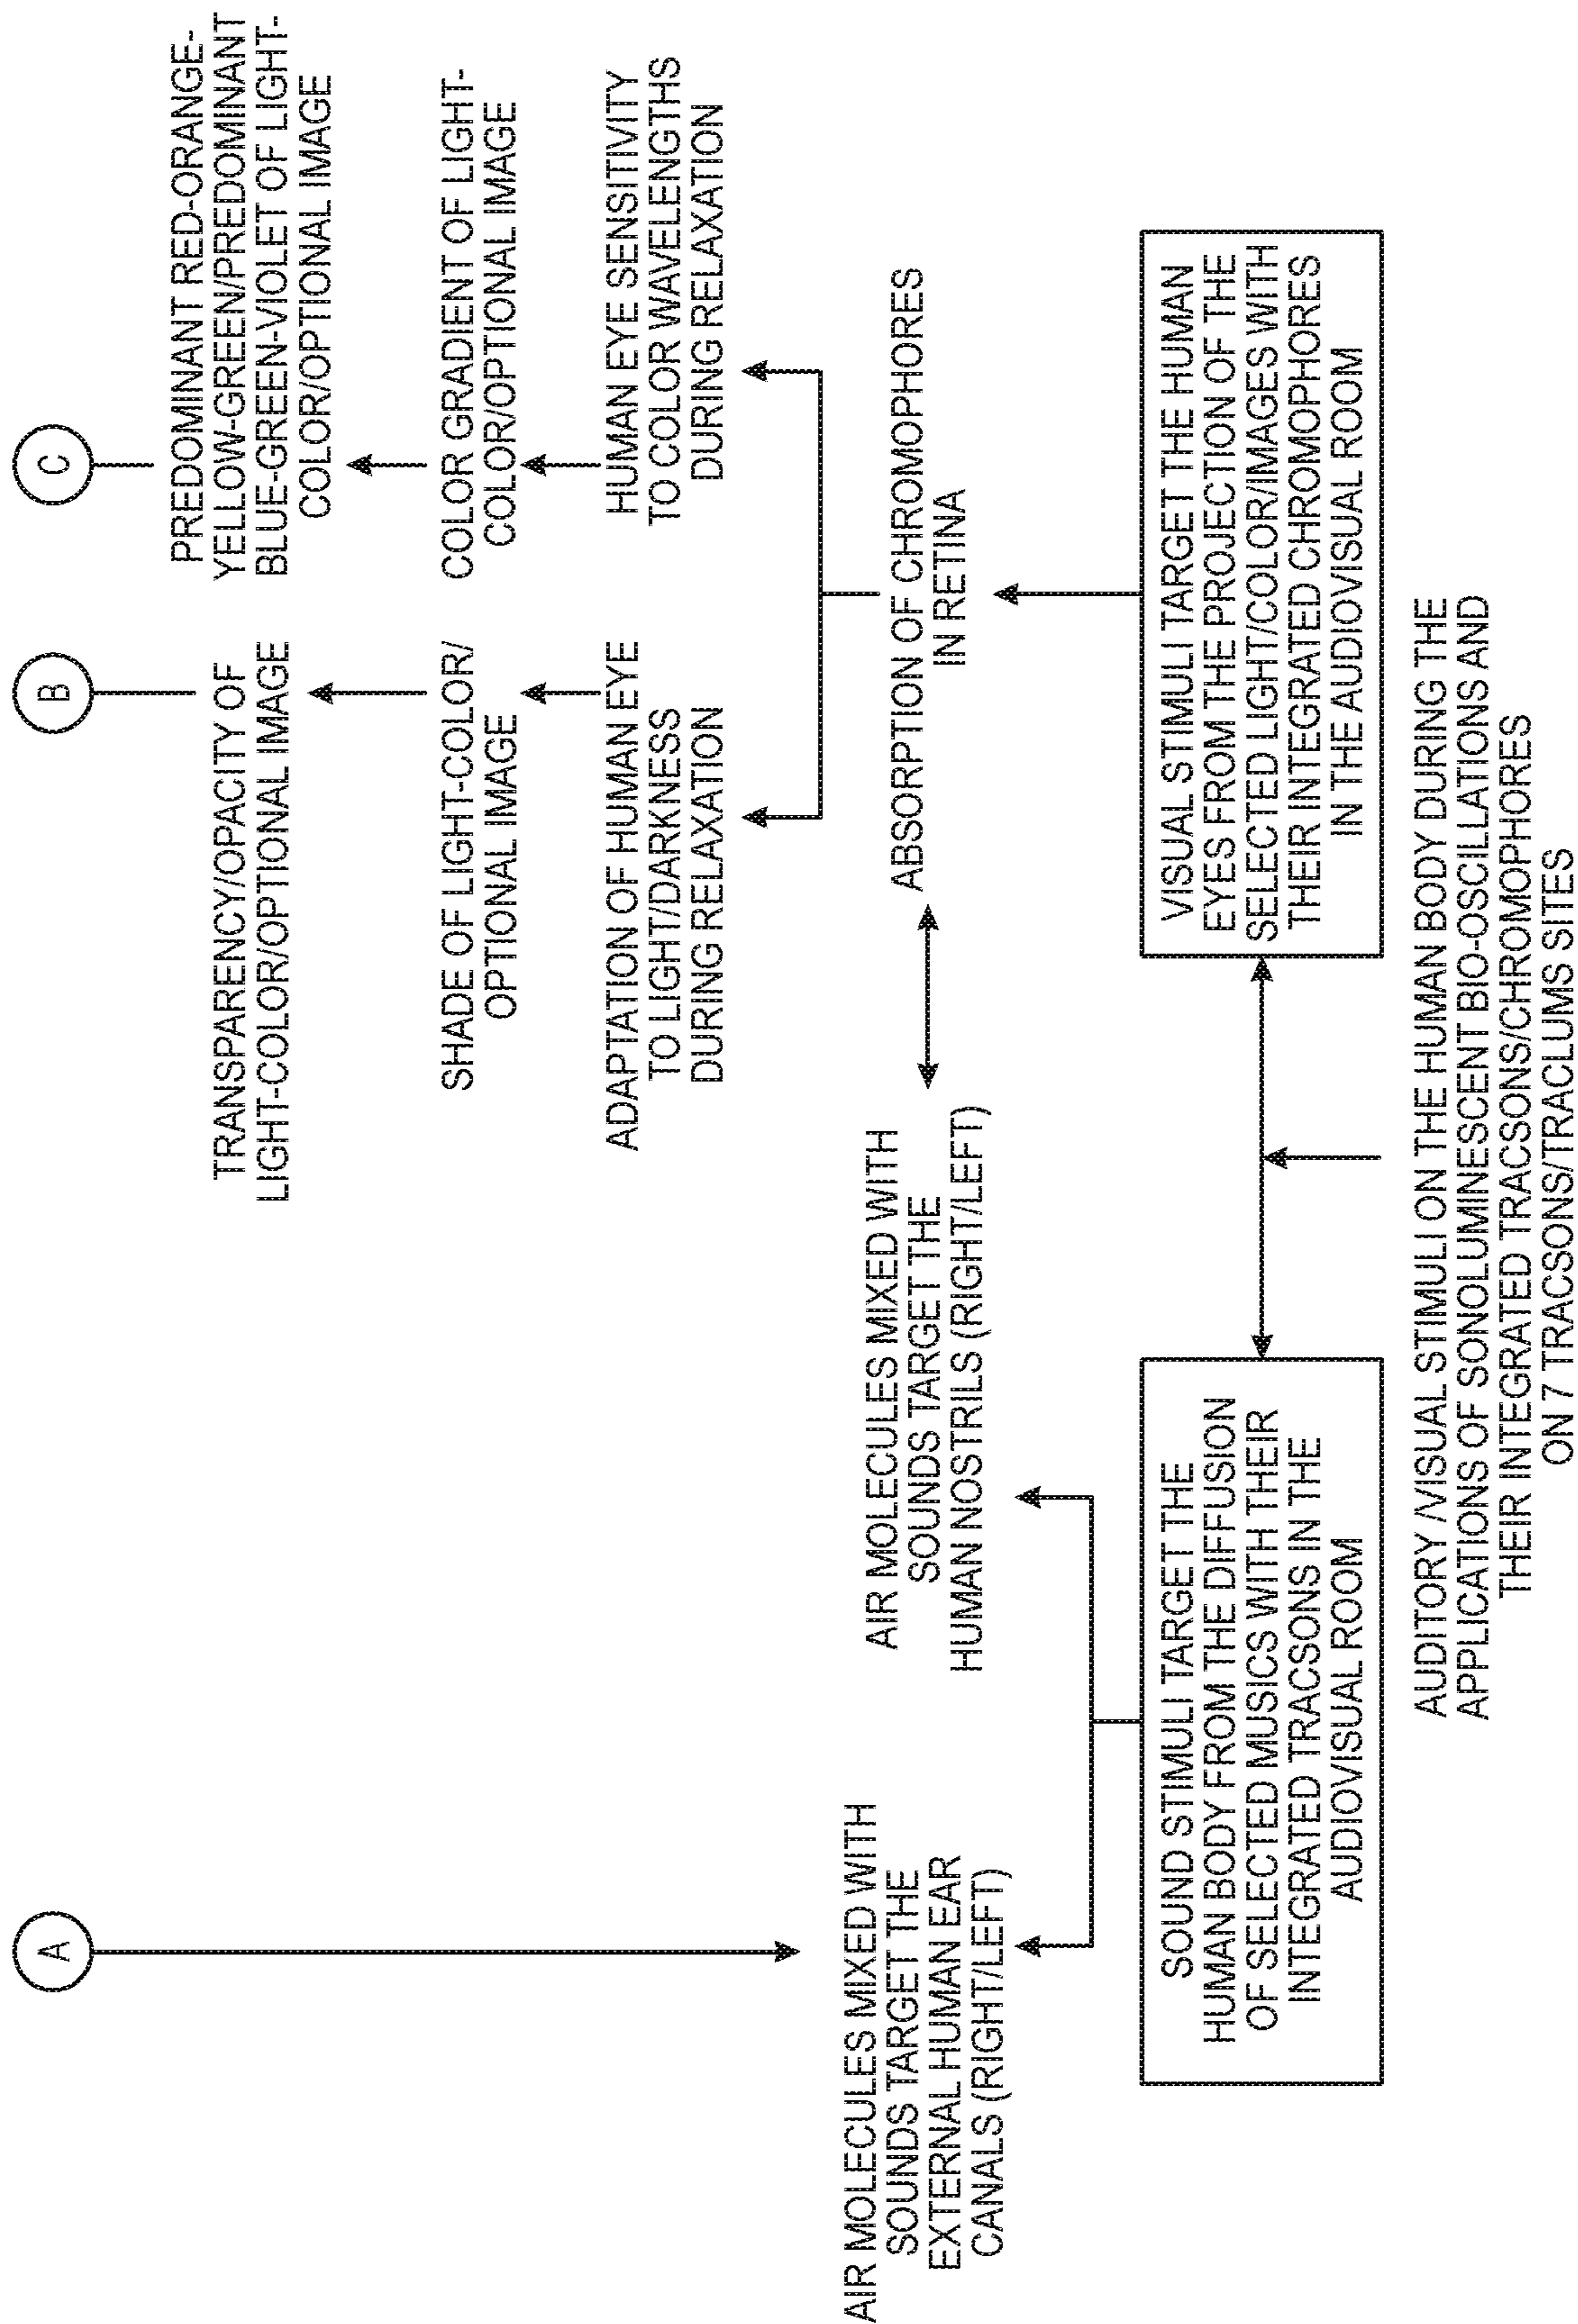 A
B
C
TRANSPARENCY/OPACITY OF
LIGHT-COLOR/OPTIONAL IMAGE
PREDOMINANT RED-ORANGE-
YELLOW-GREEN/PREDOMINANT
BLUE-GREEN-VIOLET OF LIGHT-
COLOR/OPTIONAL IMAGE
SHADE OF LIGHT-COLOR/
OPTIONAL IMAGE
COLOR GRADIENT OF LIGHT-
COLOR/OPTIONAL IMAGE
ADAPTATION OF HUMAN EYE
TO LIGHT/DARKNESS
DURING RELAXATION
HUMAN EYE SENSITIVITY
TO COLOR WAVELENGTHS
DURING RELAXATION
AIR MOLECULES MIXED WITH
SOUNDS TARGET THE
EXTERNAL HUMAN EAR
CANALS (RIGHT/LEFT)
AIR MOLECULES MIXED WITH
SOUNDS TARGET THE
HUMAN NOSTRILS (RIGHT/LEFT)
ABSORPTION OF CHROMOPHORES
IN RETINA
SOUND STIMULI TARGET THE
HUMAN BODY FROM THE DIFFUSION
OF SELECTED MUSICS WITH THEIR
INTEGRATED TRACSONS IN THE
AUDIOVISUAL ROOM
VISUAL STIMULI TARGET THE HUMAN
EYES FROM THE PROJECTION OF THE
SELECTED LIGHT/COLOR/IMAGES WITH
THEIR INTEGRATED CHROMOPHORES
IN THE AUDIOVISUAL ROOM
AUDITORY /VISUAL STIMULI ON THE HUMAN BODY DURING THE
APPLICATIONS OF SONOLUMINESCENT BIO-OSCILLATIONS AND
THEIR INTEGRATED TRACSONS/CHROMOPHORES
ON 7 TRACSONS/TRACLUMS SITES